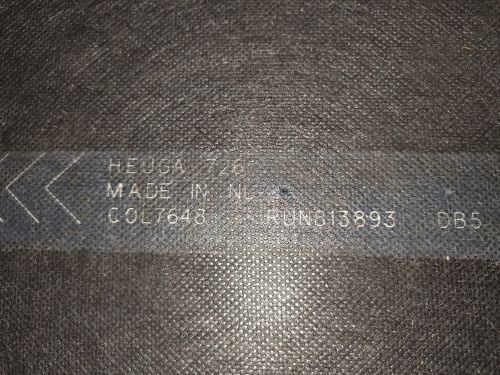 HEUGA 726
MADE IN NL
COL7648 RUN813893 DB5